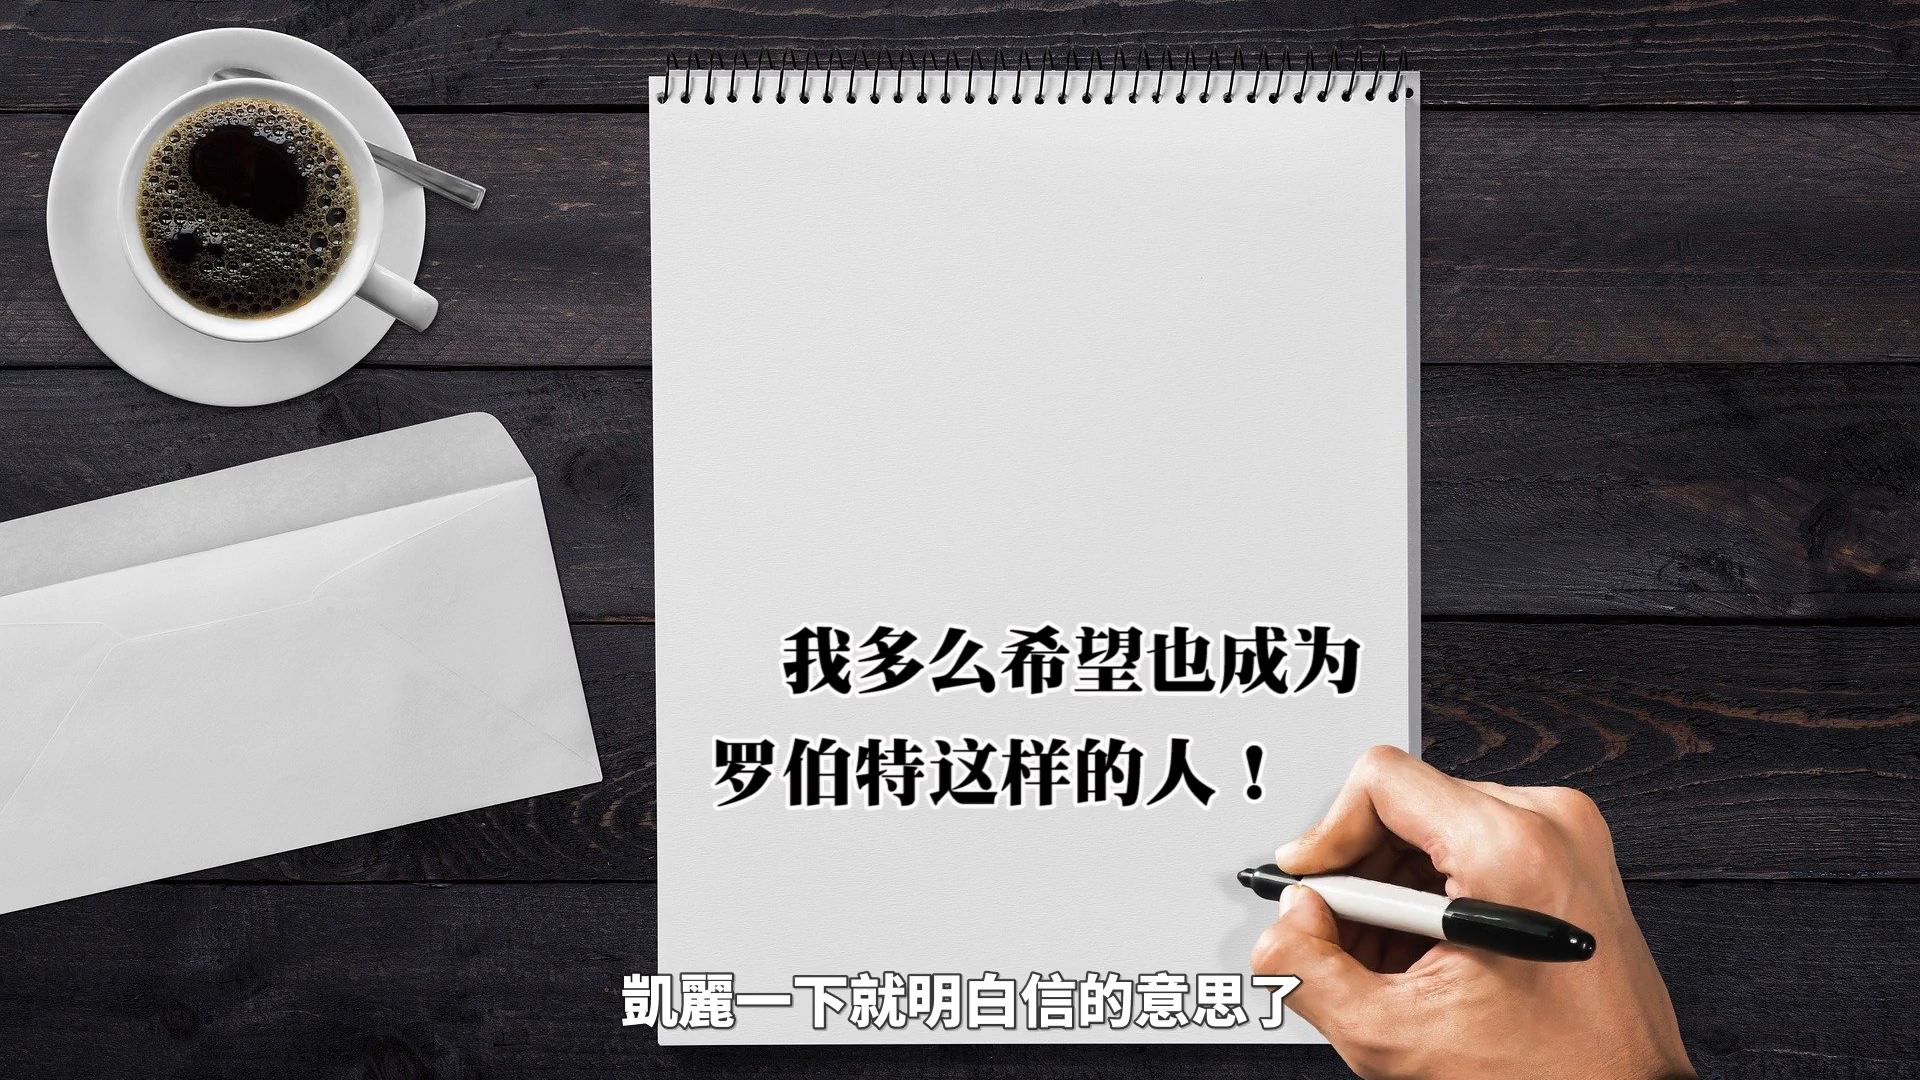 我多么希望也成为
罗伯特这样的人！
凱麗一下就明白信的意思了